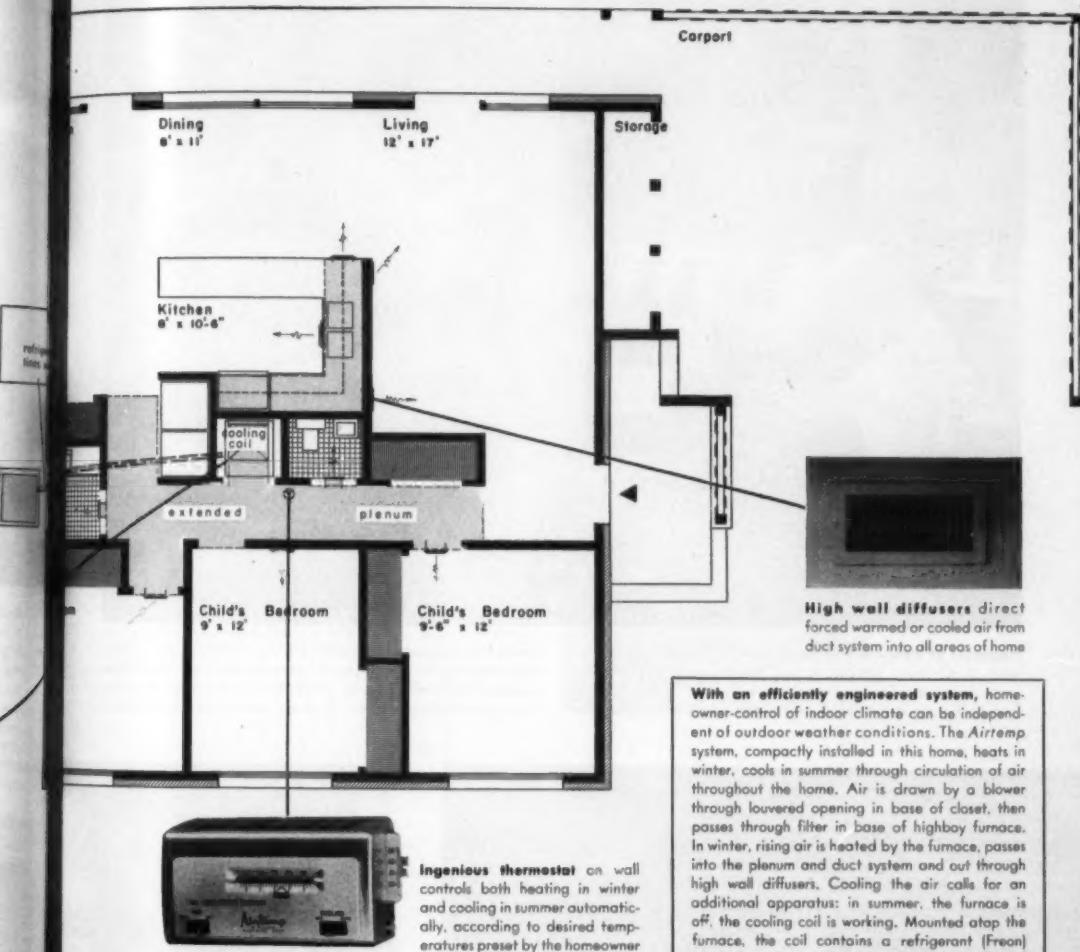 Carport
Dining
8' x 11'
Living
12' x 17'
Storage
Kitchen
8' x 10'-6"
lines
cooling
coil
extended plenum
Child's Bedroom
9' x 12'
Child's Bedroom
9'-6" x 12'
High wall diffusers direct
forced warmed or cooled air from
duct system into all areas of home
Airtemp
Ingenious thermostat on wall
controls both heating in winter
and cooling in summer automatic-
ally, according to desired temp-
eratures preset by the homeowner
With an efficiently engineered system, home-
owner-control of indoor climate can be independ-
ent of outdoor weather conditions. The Airtemp
system, compactly installed in this home, heats in
winter, cools in summer through circulation of air
throughout the home. Air is drawn by a blower
through louvered opening in base of closet, then
passes through filter in base of highboy furnace.
In winter, rising air is heated by the furnace, passes
into the plenum and duct system and out through
high wall diffusers. Cooling the air calls for an
additional apparatus: in summer, the furnace is
off, the cooling coil is working. Mounted atop the
furnace, the coil contains a refrigerant (Freon)